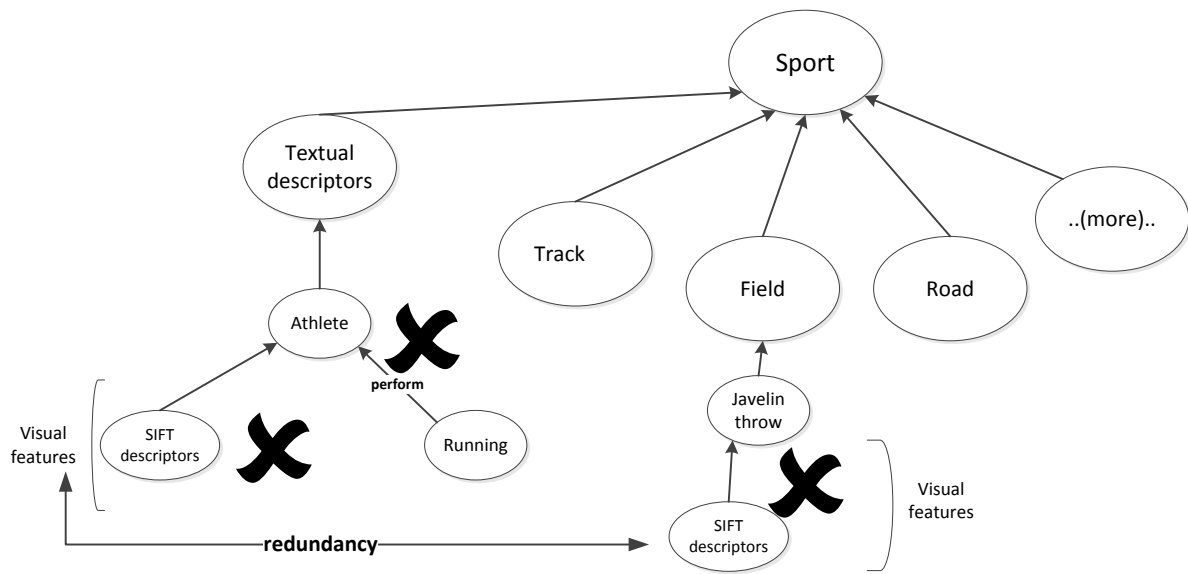 Sport
Textual
descriptors
..(more)..
Track
Field
Road
Athlete
perform
Javelin
throw
Visual
features
SIFT
descriptors
Running
Visual
features
SIFT
descriptors
redundancy